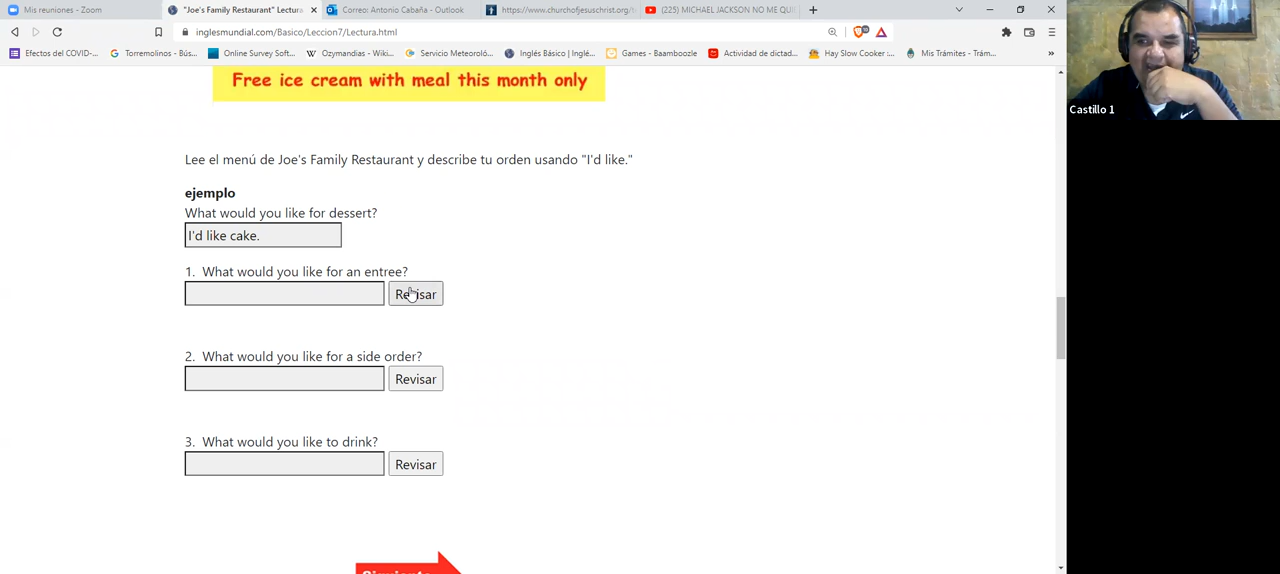 Mis reuniones - Zoom
"Joe's Family Restaurant" Lectura
Correo: Antonio Cabaña - Outlook
https://www.churchofjesuschrist.org/
(225) MICHAEL JACKSON NO ME QUI
inglesmundial.com/Basico/Leccion7/Lectura.html
Efectos del COVID-...
Torremolinos - Bús...
Online Survey Soft...
Ozymandias - Wiki...
Servicio Meteoroló...
Inglés Básico | Inglé...
Games - Baamboozle
Actividad de dictad...
Hay Slow Cooker :...
Mis Trámites - Trám...
Free ice cream with meal this month only
Lee el menú de Joe's Family Restaurant y describe tu orden usando "I'd like."
ejemplo
What would you like for dessert?
I'd like cake.
1. What would you like for an entree?
Revisar
2. What would you like for a side order?
Revisar
3. What would you like to drink?
Revisar
Siguiente
Castillo 1